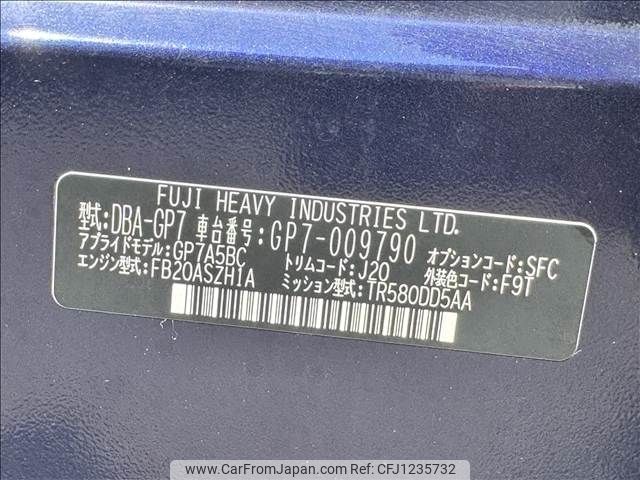 FUJI HEAVY INDUSTRIES LTD.
型式:DBA-GP7 車台番号:GP7-009790 オプションコード:SFC
アプライドモデル:GP7A5BC トリムコード:J20 外装色コード:F9T
エンジン型式:FB20ASZH1A ミッション型式:TR580DD5AA
CAR FROM JAPAN carfromjapan.com - CFJ1235732